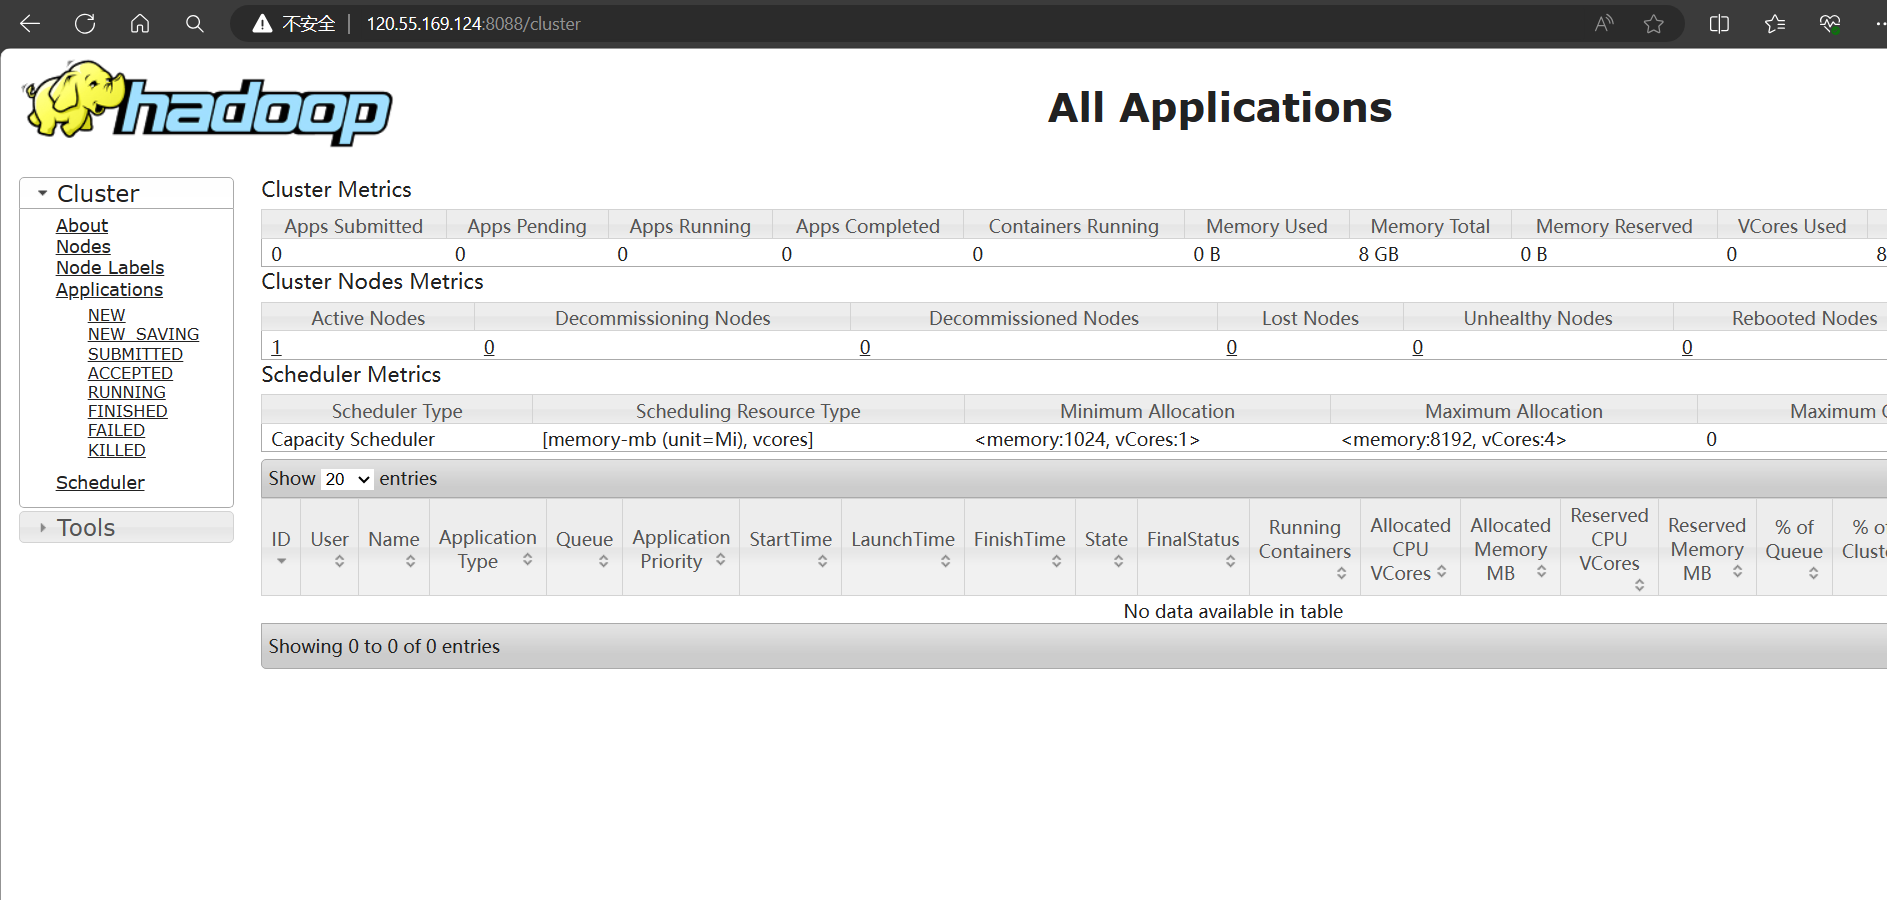 不安全 120.55.169.124:8088/cluster
hadoop
All Applications
Cluster
About
Nodes
Node Labels
Applications
NEW
NEW_SAVING
SUBMITTED
ACCEPTED
RUNNING
FINISHED
FAILED
KILLED
Scheduler
Tools
Cluster Metrics
Apps Submitted Apps Pending Apps Running Apps Completed Containers Running Memory Used Memory Total Memory Reserved VCores Used
0 0 0 0 0 0 B 8 GB 0 B 0 8
Cluster Nodes Metrics
Active Nodes Decommissioning Nodes Decommissioned Nodes Lost Nodes Unhealthy Nodes Rebooted Nodes
1 0 0 0 0 0
Scheduler Metrics
Scheduler Type Scheduling Resource Type Minimum Allocation Maximum Allocation Maximum
Capacity Scheduler [memory-mb (unit=Mi), vcores] <memory:1024, vCores:1> <memory:8192, vCores:4> 0
Show 20 entries
ID User Name Application Type Queue Application Priority StartTime LaunchTime FinishTime State FinalStatus Running Containers Allocated CPU VCores Allocated Memory MB Reserved CPU VCores Reserved Memory MB % of Queue % of
No data available in table
Showing 0 to 0 of 0 entries